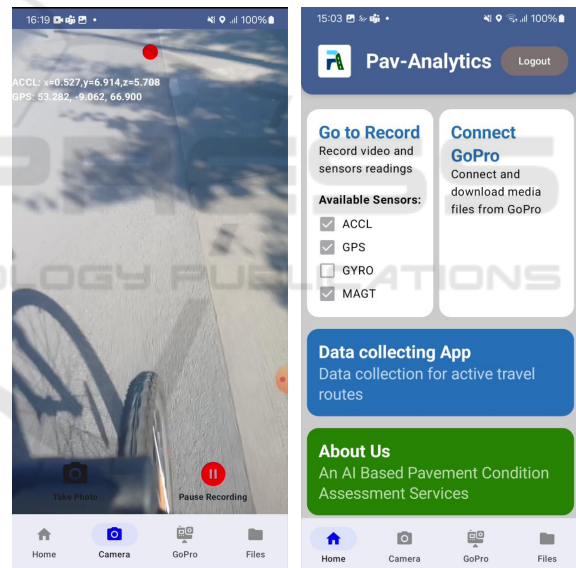 16:19
100%
ACCL: x=0.527,y=6.914,z=5.708
GPS: 53.282, -9.062, 66.900
Take Photo
Pause Recording
Home
Camera
GoPro
Files
15:03
100%
Pav-Analytics
Logout
Go to Record
Record video and
sensors readings
Available Sensors:
ACCL
GPS
GYRO
MAGT
Connect
GoPro
Connect and
download media
files from GoPro
Data collecting App
Data collection for active travel
routes
About Us
An AI Based Pavement Condition
Assessment Services
Home
Camera
GoPro
Files